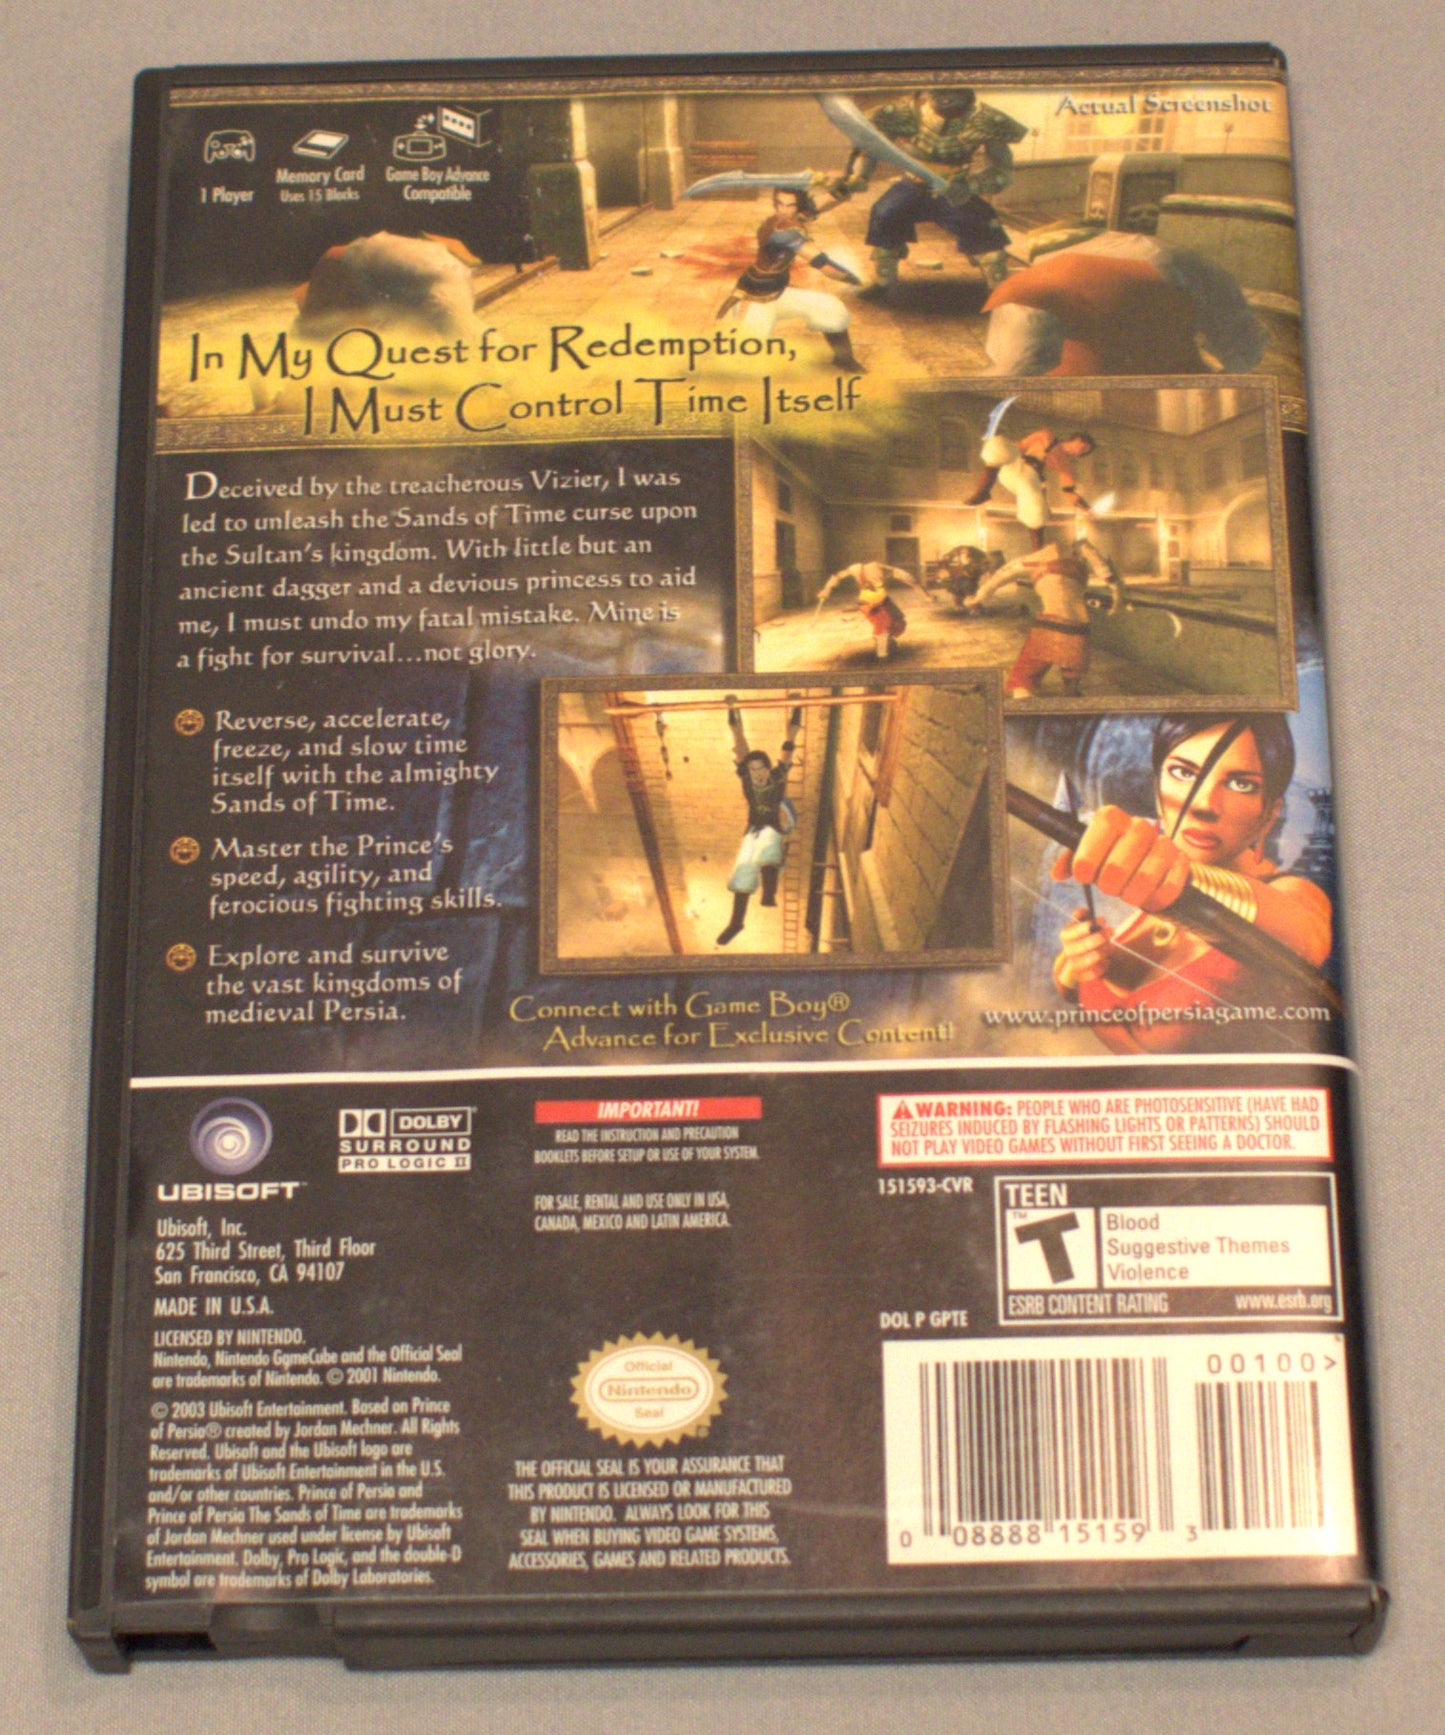 Actual Screenshot
1 Player
Memory Card
Uses 15 Blocks
Game Boy Advance
Compatible
In My Quest for Redemption,
I Must Control Time Itself
Deceived by the treacherous Vizier, I was
led to unleash the Sands of Time curse upon
the Sultan's kingdom. With little but an
ancient dagger and a devious princess to aid
me, I must undo my fatal mistake. Mine is
a fight for survival...not glory.
Reverse, accelerate,
freeze, and slow time
itself with the almighty
Sands of Time.
Master the Prince's
speed, agility, and
ferocious fighting skills.
Explore and survive
the vast kingdoms of
medieval Persia.
Connect with Game Boy®
Advance for Exclusive Content!
www.princeofpersiagame.com
UBISOFT™
Ubisoft, Inc.
625 Third Street, Third Floor
San Francisco, CA 94107
MADE IN U.S.A.
LICENSED BY NINTENDO.
Nintendo, Nintendo GameCube and the Official Seal
are trademarks of Nintendo. © 2001 Nintendo.
© 2003 Ubisoft Entertainment. Based on Prince
of Persia® created by Jordan Mechner. All Rights
Reserved. Ubisoft and the Ubisoft logo are
trademarks of Ubisoft Entertainment in the U.S.
and/or other countries. Prince of Persia and
Prince of Persia The Sands of Time are trademarks
of Jordan Mechner used under license by Ubisoft
Entertainment. Dolby, Pro Logic, and the double-D
symbol are trademarks of Dolby Laboratories.
DOLBY
SURROUND
PRO LOGIC II
IMPORTANT!
READ THE INSTRUCTION AND PRECAUTION
BOOKLETS BEFORE SETUP OR USE OF YOUR SYSTEM.
FOR SALE, RENTAL AND USE ONLY IN USA,
CANADA, MEXICO AND LATIN AMERICA.
Official
Nintendo
Seal
THE OFFICIAL SEAL IS YOUR ASSURANCE THAT
THIS PRODUCT IS LICENSED OR MANUFACTURED
BY NINTENDO. ALWAYS LOOK FOR THIS
SEAL WHEN BUYING VIDEO GAME SYSTEMS,
ACCESSORIES, GAMES AND RELATED PRODUCTS.
WARNING: PEOPLE WHO ARE PHOTOSENSITIVE (HAVE HAD
SEIZURES INDUCED BY FLASHING LIGHTS OR PATTERNS) SHOULD
NOT PLAY VIDEO GAMES WITHOUT FIRST SEEING A DOCTOR.
151593-CVR
TEEN
T™
Blood
Suggestive Themes
Violence
ESRB CONTENT RATING www.esrb.org
DOL P GPTE
00100>
0 08888 15159 3